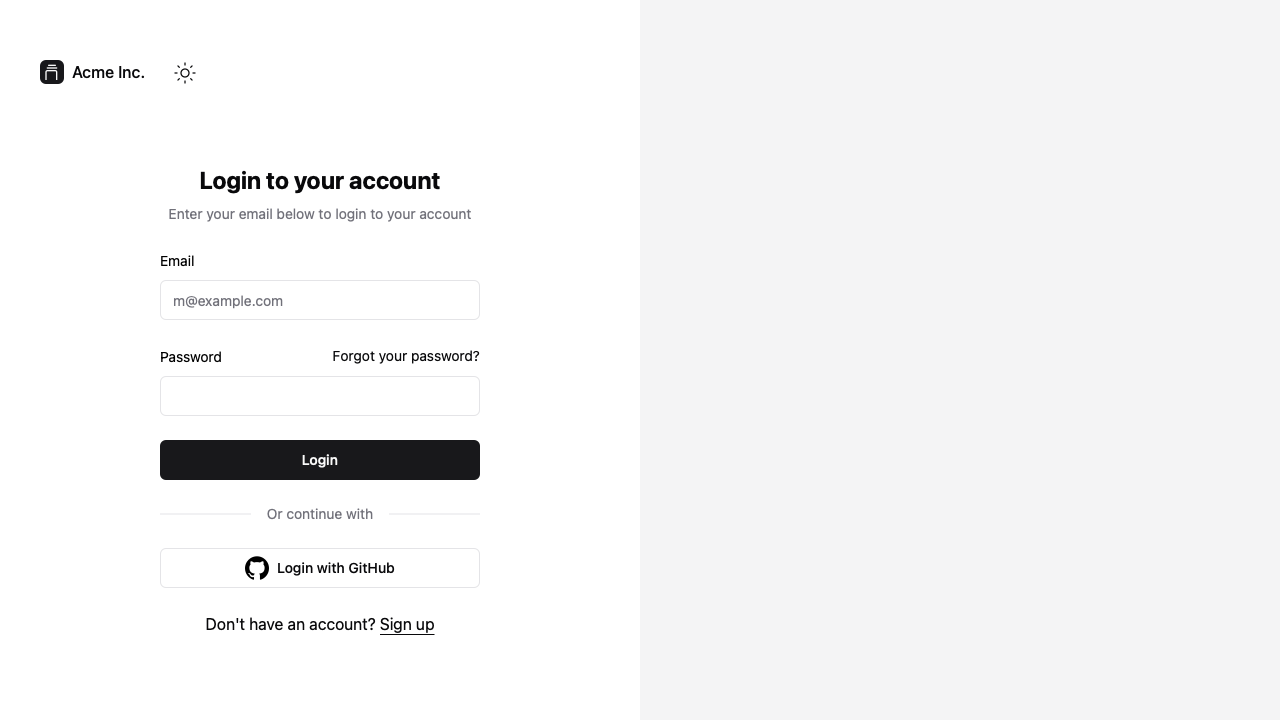 Acme Inc.
Login to your account
Enter your email below to login to your account
Email
m@example.com
Password
Forgot your password?
Login
Or continue with
Login with GitHub
Don't have an account? Sign up